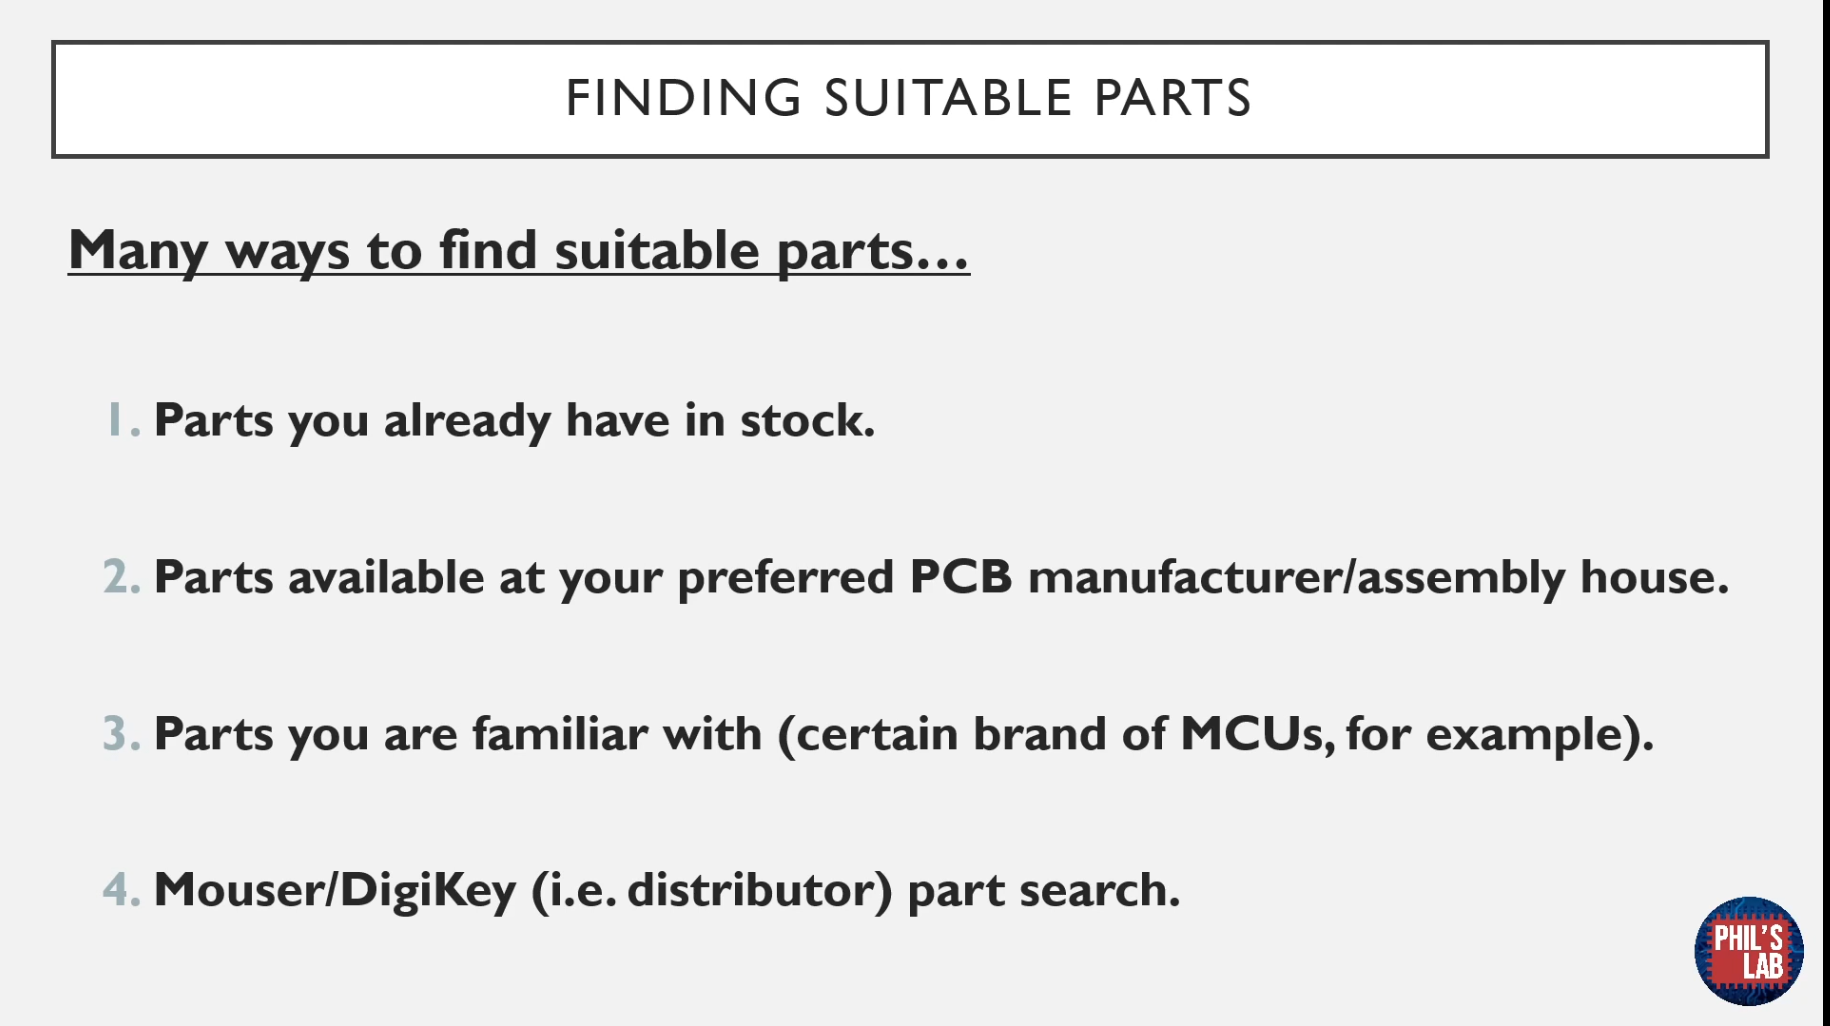 FINDING SUITABLE PARTS
Many ways to find suitable parts...
1. Parts you already have in stock.
2. Parts available at your preferred PCB manufacturer/assembly house.
3. Parts you are familiar with (certain brand of MCUs, for example).
4. Mouser/DigiKey (i.e. distributor) part search.
PHIL'S
LAB